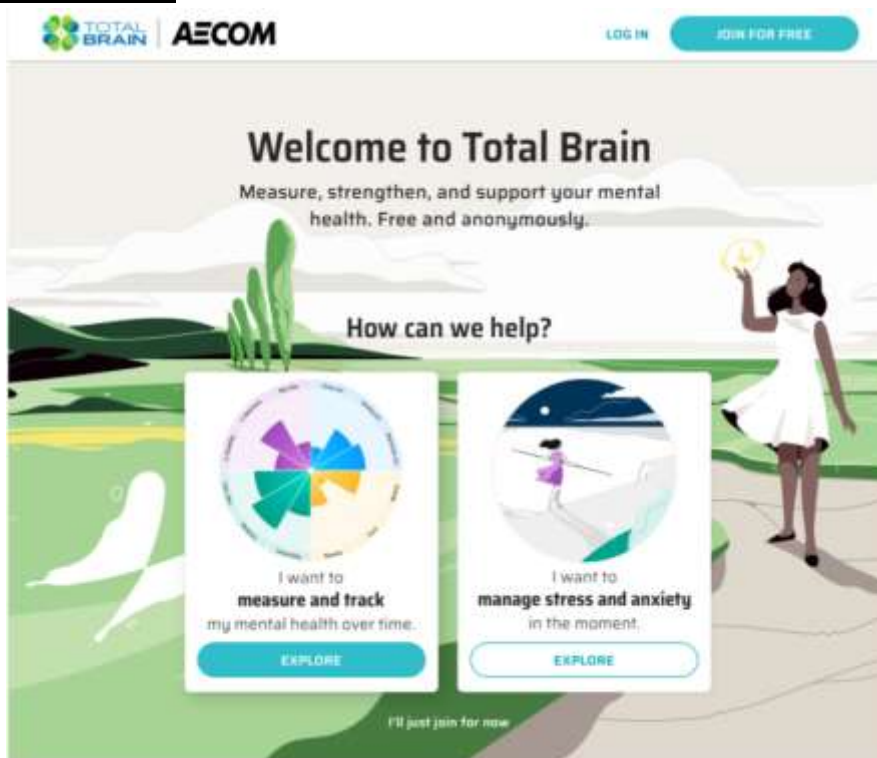 TOTAL
BRAIN
AECOM
LOG IN
JOIN FOR FREE
Welcome to Total Brain
Measure, strengthen, and support your mental
health. Free and anonymously.
How can we help?
I want to
measure and track
my mental health over time.
EXPLORE
I want to
manage stress and anxiety
in the moment.
EXPLORE
I'll just join for now